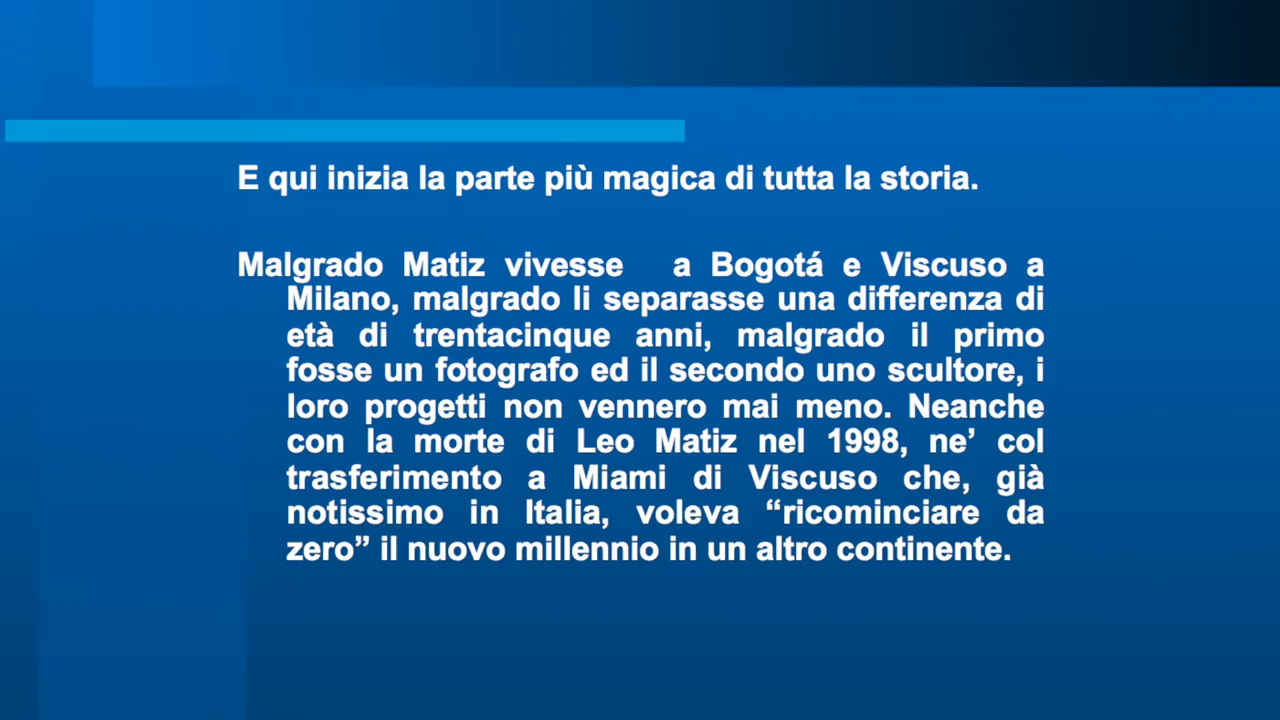 E qui inizia la parte più magica di tutta la storia.
Malgrado Matiz vivesse a Bogotá e Viscuso a
Milano, malgrado li separasse una differenza di
età di trentacinque anni, malgrado il primo
fosse un fotografo ed il secondo uno scultore, i
loro progetti non vennero mai meno. Neanche
con la morte di Leo Matiz nel 1998, ne’ col
trasferimento a Miami di Viscuso che, già
notissimo in Italia, voleva “ricominciare da
zero” il nuovo millennio in un altro continente.